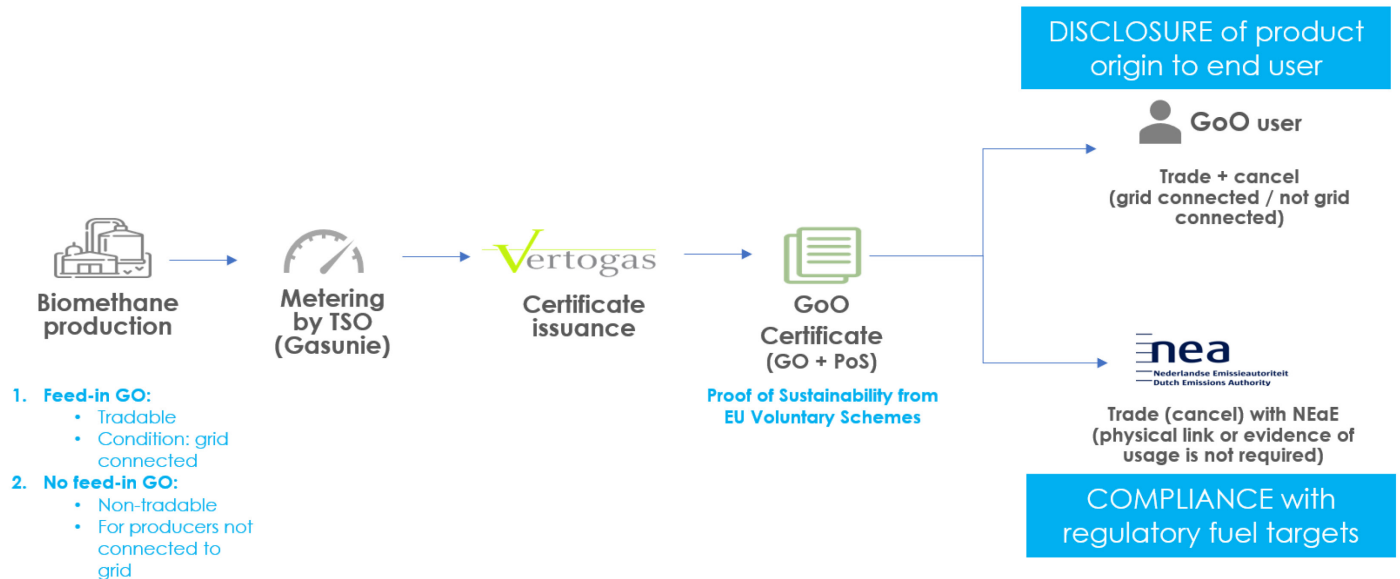 DISCLOSURE of product
origin to end user
GoO user
Trade + cancel
(grid connected / not grid
connected)
Biomethane
production
Metering
by TSO
(Gasunie)
Vertogas
Certificate
issuance
GoO
Certificate
(GO + PoS)
Proof of Sustainability from
EU Voluntary Schemes
nea
Nederlandse Emissieautoriteit
Dutch Emissions Authority
Trade (cancel) with NEaE
(physical link or evidence of
usage is not required)
COMPLIANCE with
regulatory fuel targets
1. Feed-in GO:
• Tradable
• Condition: grid
connected
2. No feed-in GO:
• Non-tradable
• For producers not
connected to
grid